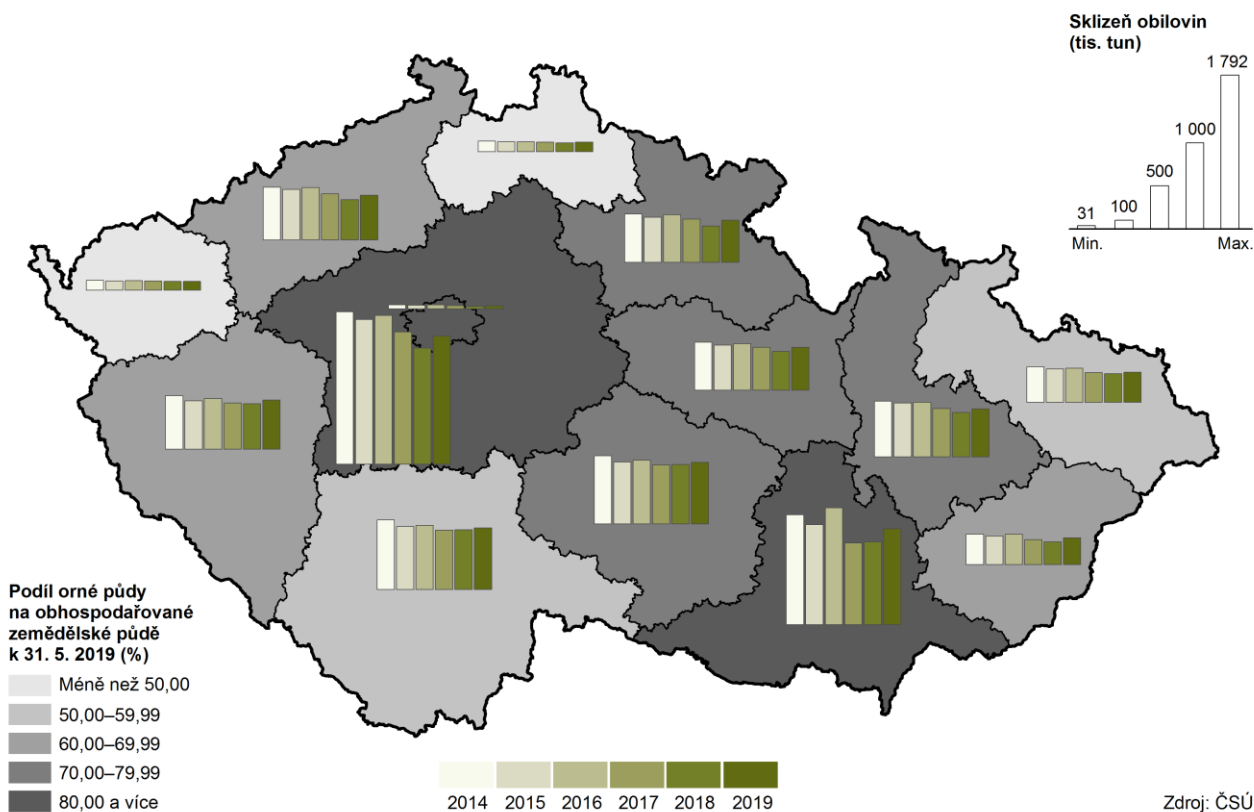 Sklizeň obilovin
(tis. tun)
1 792
1 000
500
100
31
Min.
Max.
Podíl orné půdy
na obhospodařované
zemědělské půdě
k 31. 5. 2019 (%)
Méně než 50,00
50,00–59,99
60,00–69,99
70,00–79,99
80,00 a více
2014 2015 2016 2017 2018 2019
Zdroj: ČSÚ